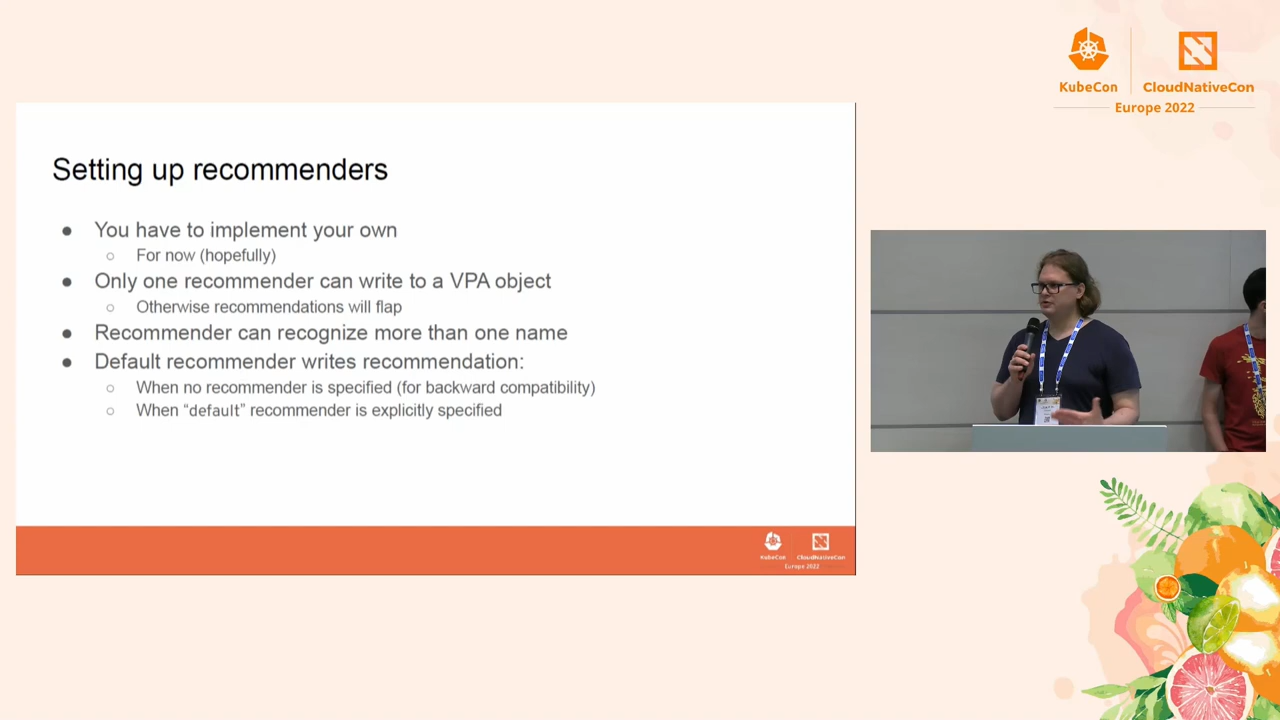 KubeCon
CloudNativeCon
Europe 2022
Setting up recommenders
● You have to implement your own
○ For now (hopefully)
● Only one recommender can write to a VPA object
○ Otherwise recommendations will flap
● Recommender can recognize more than one name
● Default recommender writes recommendation:
○ When no recommender is specified (for backward compatibility)
○ When “default” recommender is explicitly specified
KubeCon
CloudNativeCon
Europe 2022